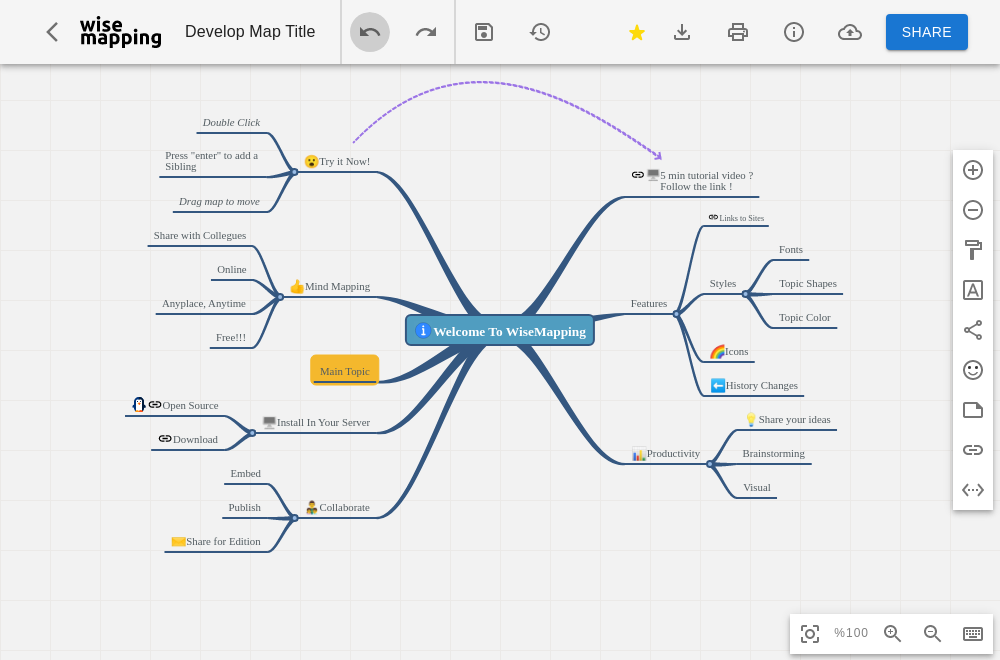 wise
mapping
Develop Map Title
SHARE
Double Click
Press "enter" to add a
Sibling
Drag map to move
Try it Now!
5 min tutorial video ?
Follow the link !
Links to Sites
Share with Collegues
Online
Anyplace, Anytime
Free!!!
Mind Mapping
Features
Fonts
Styles
Topic Shapes
Topic Color
Welcome To WiseMapping
Icons
History Changes
Main Topic
Open Source
Download
Install In Your Server
Share your ideas
Productivity
Brainstorming
Visual
Embed
Publish
Share for Edition
Collaborate
A
%100